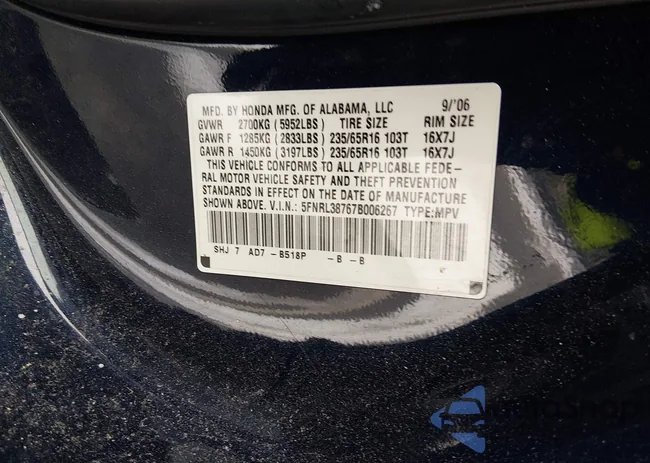 MFD. BY HONDA MFG. OF ALABAMA, LLC 9/'06
GVWR 2700KG (5952LBS) TIRE SIZE RIM SIZE
GAWR F 1285KG (2833LBS) 235/65R16 103T 16X7J
GAWR R 1450KG (3197LBS) 235/65R16 103T 16X7J
THIS VEHICLE CONFORMS TO ALL APPLICABLE FEDE-
RAL MOTOR VEHICLE SAFETY AND THEFT PREVENTION
STANDARDS IN EFFECT ON THE DATE OF MANUFACTURE
SHOWN ABOVE. V.I.N.: 5FNRL38767B006267 TYPE:MPV
SHJ 7 AD7 -B518P -B -B